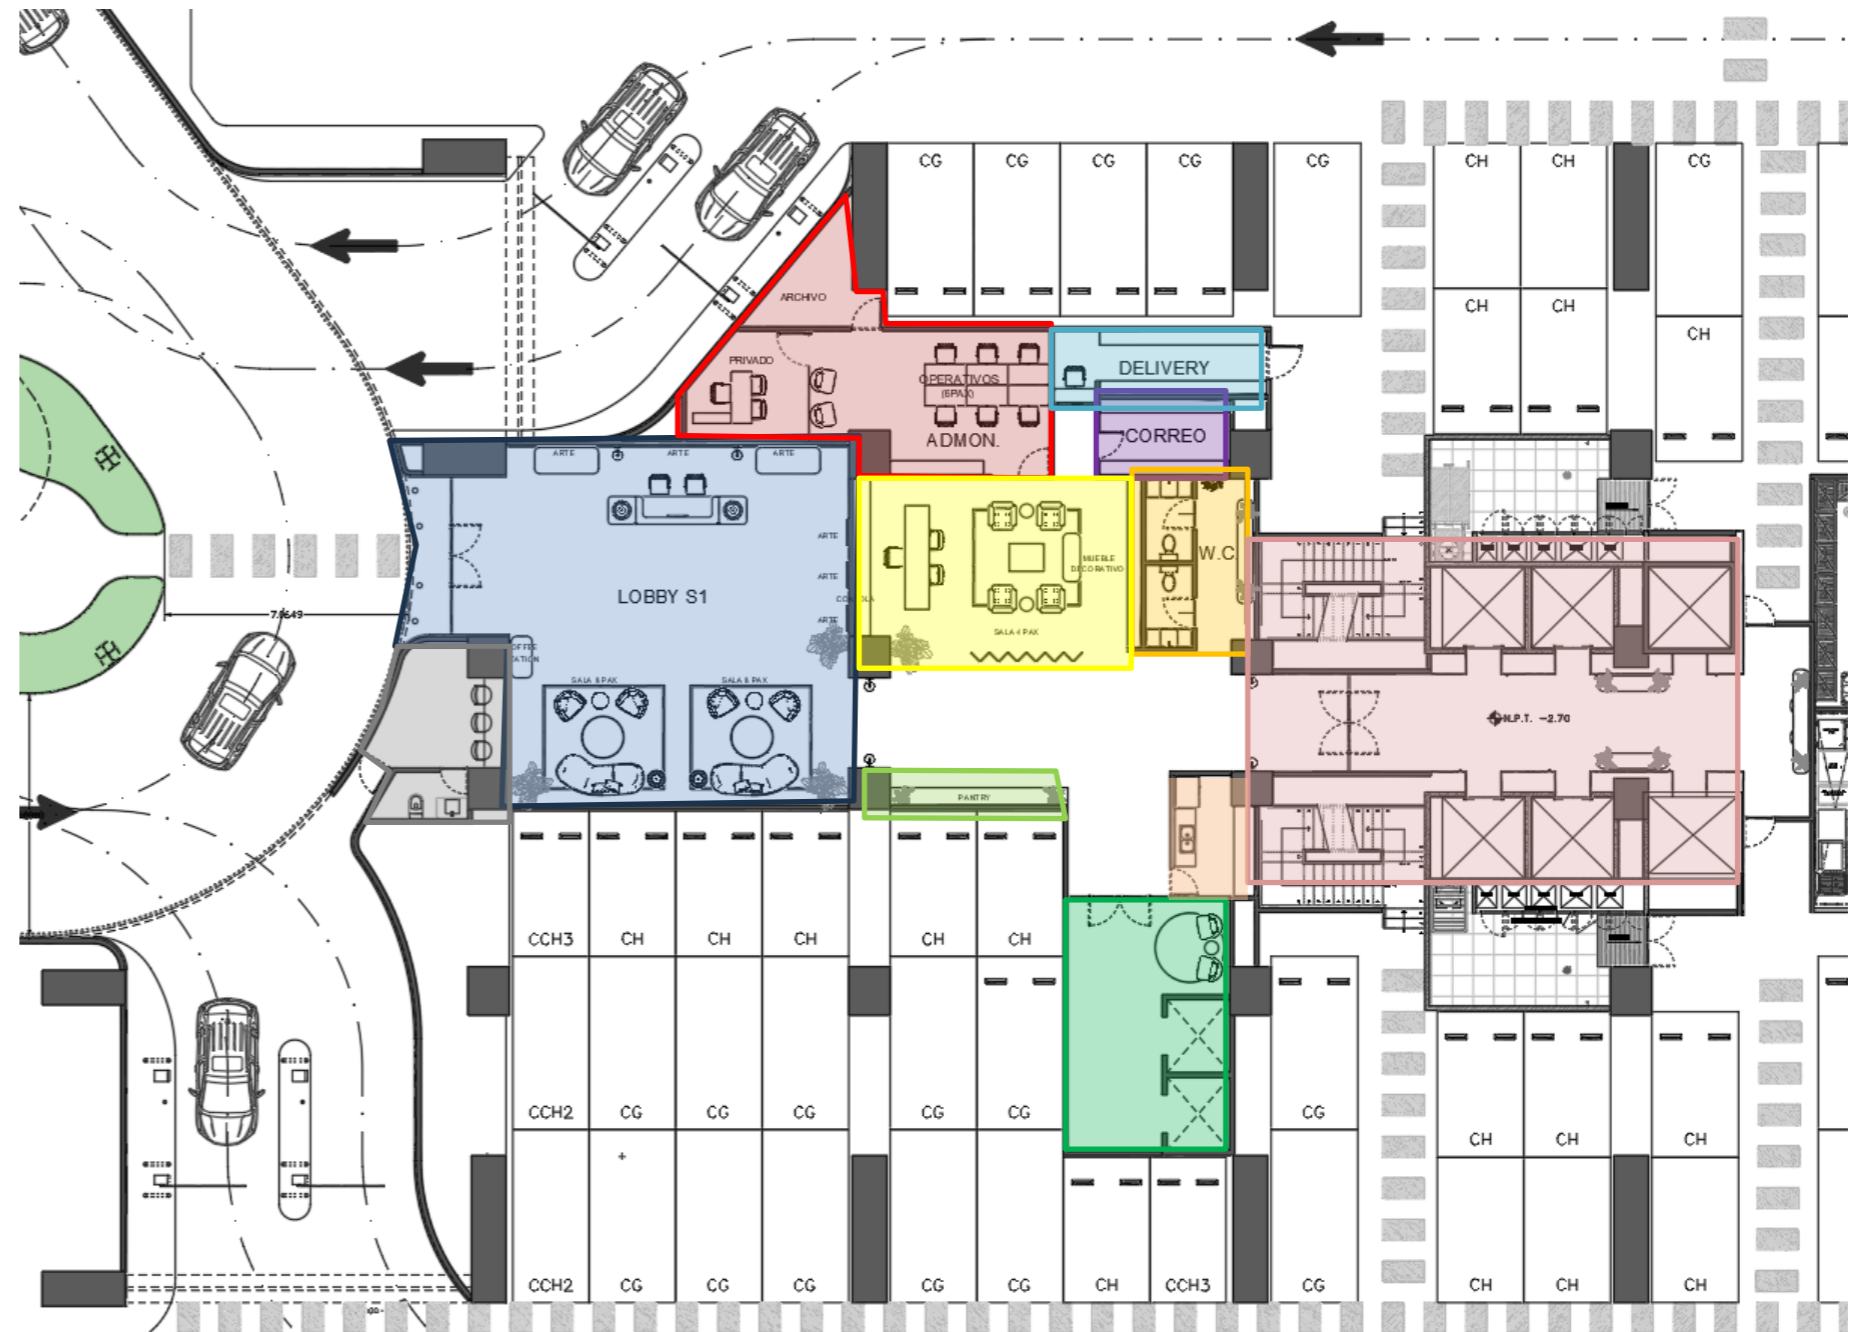 CG CG CG CG CG CH CH CG
ARCHIVO
CH CH
CH
PRIVADO
DELIVERY
OPERATIVOS
(6PAX)
CORREO
ADMON.
ARTE ARTE ARTE
ARTE
W.C
MUEBLE
DECORATIVO
ARTE
LOBBY S1
ARTE
SALA 4 PAX
SALA 8 PAX SALA 8 PAX
N.P.T. -2.70
PANTRY
CCH3 CH CH CH CH CH
CCH2 CG CG CG CG CG CG
CH CH CH
CCH2 CG CG CG CG CG CH CCH3 CG CH CH CH